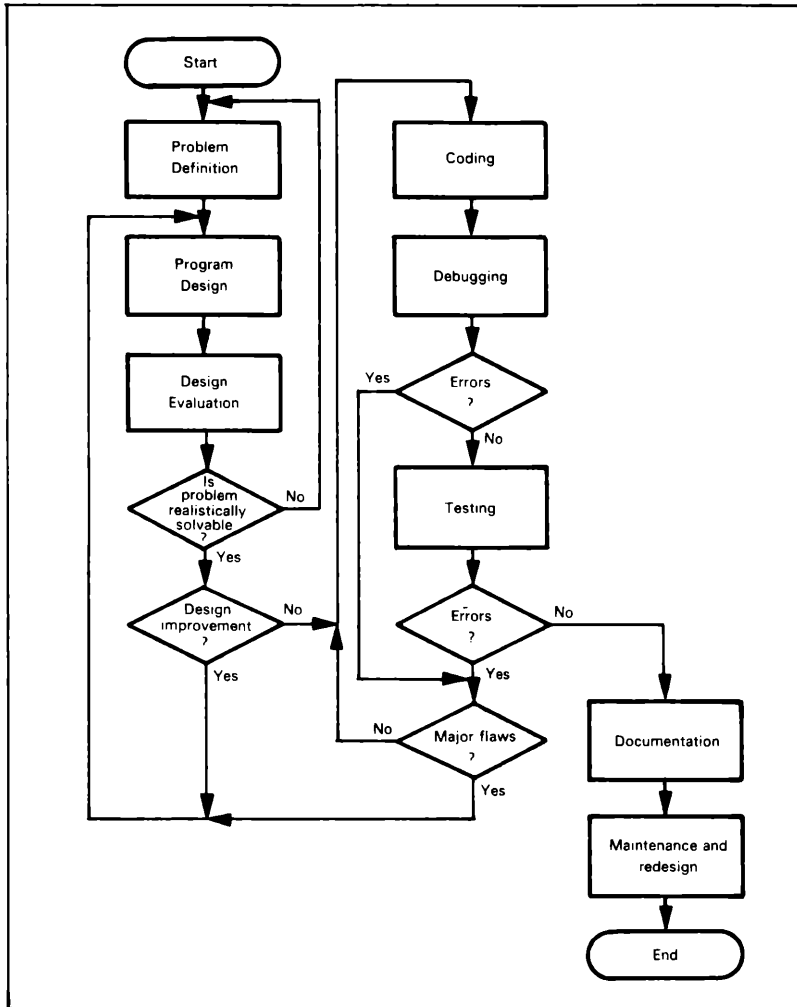 Start
Problem
Definition
Program
Design
Design
Evaluation
Is
problem
realistically
solvable
?
No
Yes
Design
improvement
?
No
Yes
Coding
Debugging
Errors
?
Yes
No
Testing
Errors
?
No
Yes
Major flaws
?
No
Yes
Documentation
Maintenance and
redesign
End